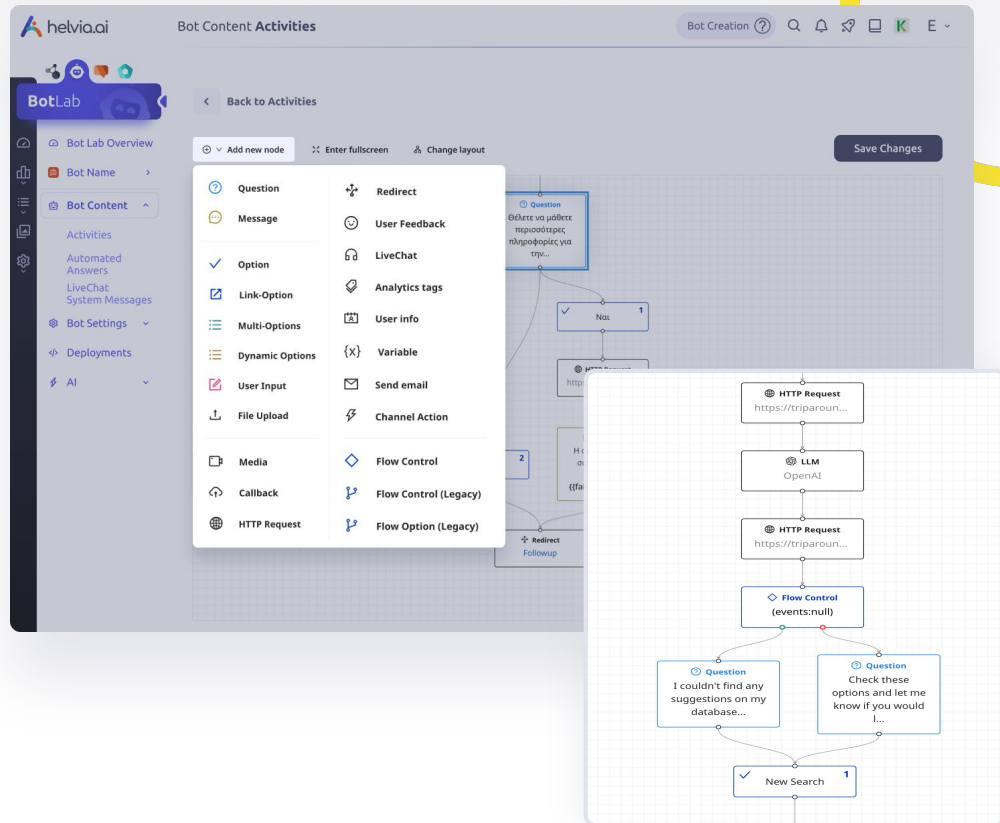 helvia.ai
Bot Content Activities
Bot Creation
K
E
BotLab
Back to Activities
Add new node
Enter fullscreen
Change layout
Save Changes
Bot Lab Overview
Bot Name
Bot Content
Activities
Automated
Answers
LiveChat
System Messages
Bot Settings
Deployments
AI
Question
Message
Option
Link-Option
Multi-Options
Dynamic Options
User Input
File Upload
Media
Callback
HTTP Request
Redirect
User Feedback
LiveChat
Analytics tags
User info
{x} Variable
Send email
Channel Action
Flow Control
Flow Control (Legacy)
Flow Option (Legacy)
Question
Θέλετε να μάθετε
περισσότερες
πληροφορίες για
την...
Ναι 1
HTTP Request
http
2
Η
{{fa
Redirect
Followup
HTTP Request
https://triparoun...
LLM
OpenAI
HTTP Request
https://triparoun...
Flow Control
(events:null)
Question
I couldn't find any
suggestions on my
database...
Question
Check these
options and let me
know if you would
l...
New Search 1